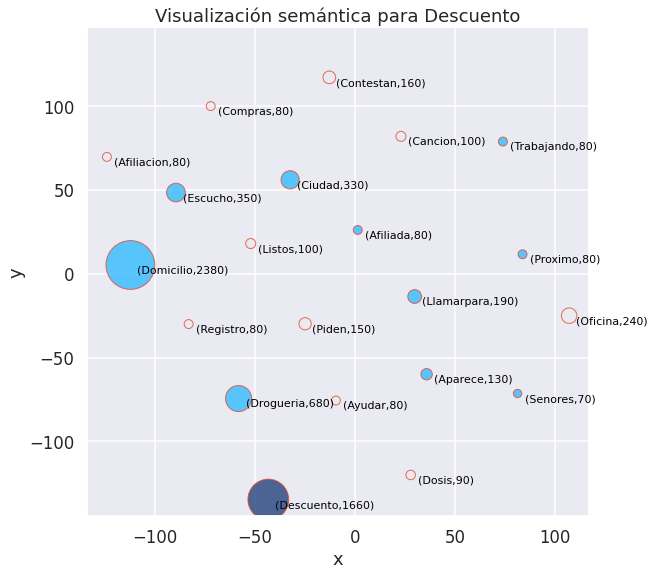 Visualización semántica para Descuento
(Contestan,160)
(Compras,80)
(Cancion,100)
(Trabajando,80)
(Afiliacion,80)
(Ciudad,330)
(Escucho,350)
(Afiliada,80)
(Listos,100)
(Proximo,80)
(Domicilio,2380)
(Llamarpara,190)
(Oficina,240)
(Registro,80)
(Piden,150)
(Aparece,130)
(Senores,70)
(Drogueria,680)
(Ayudar,80)
(Dosis,90)
(Descuento,1660)
100
50
0
−50
−100
y
−100
−50
0
50
100
x